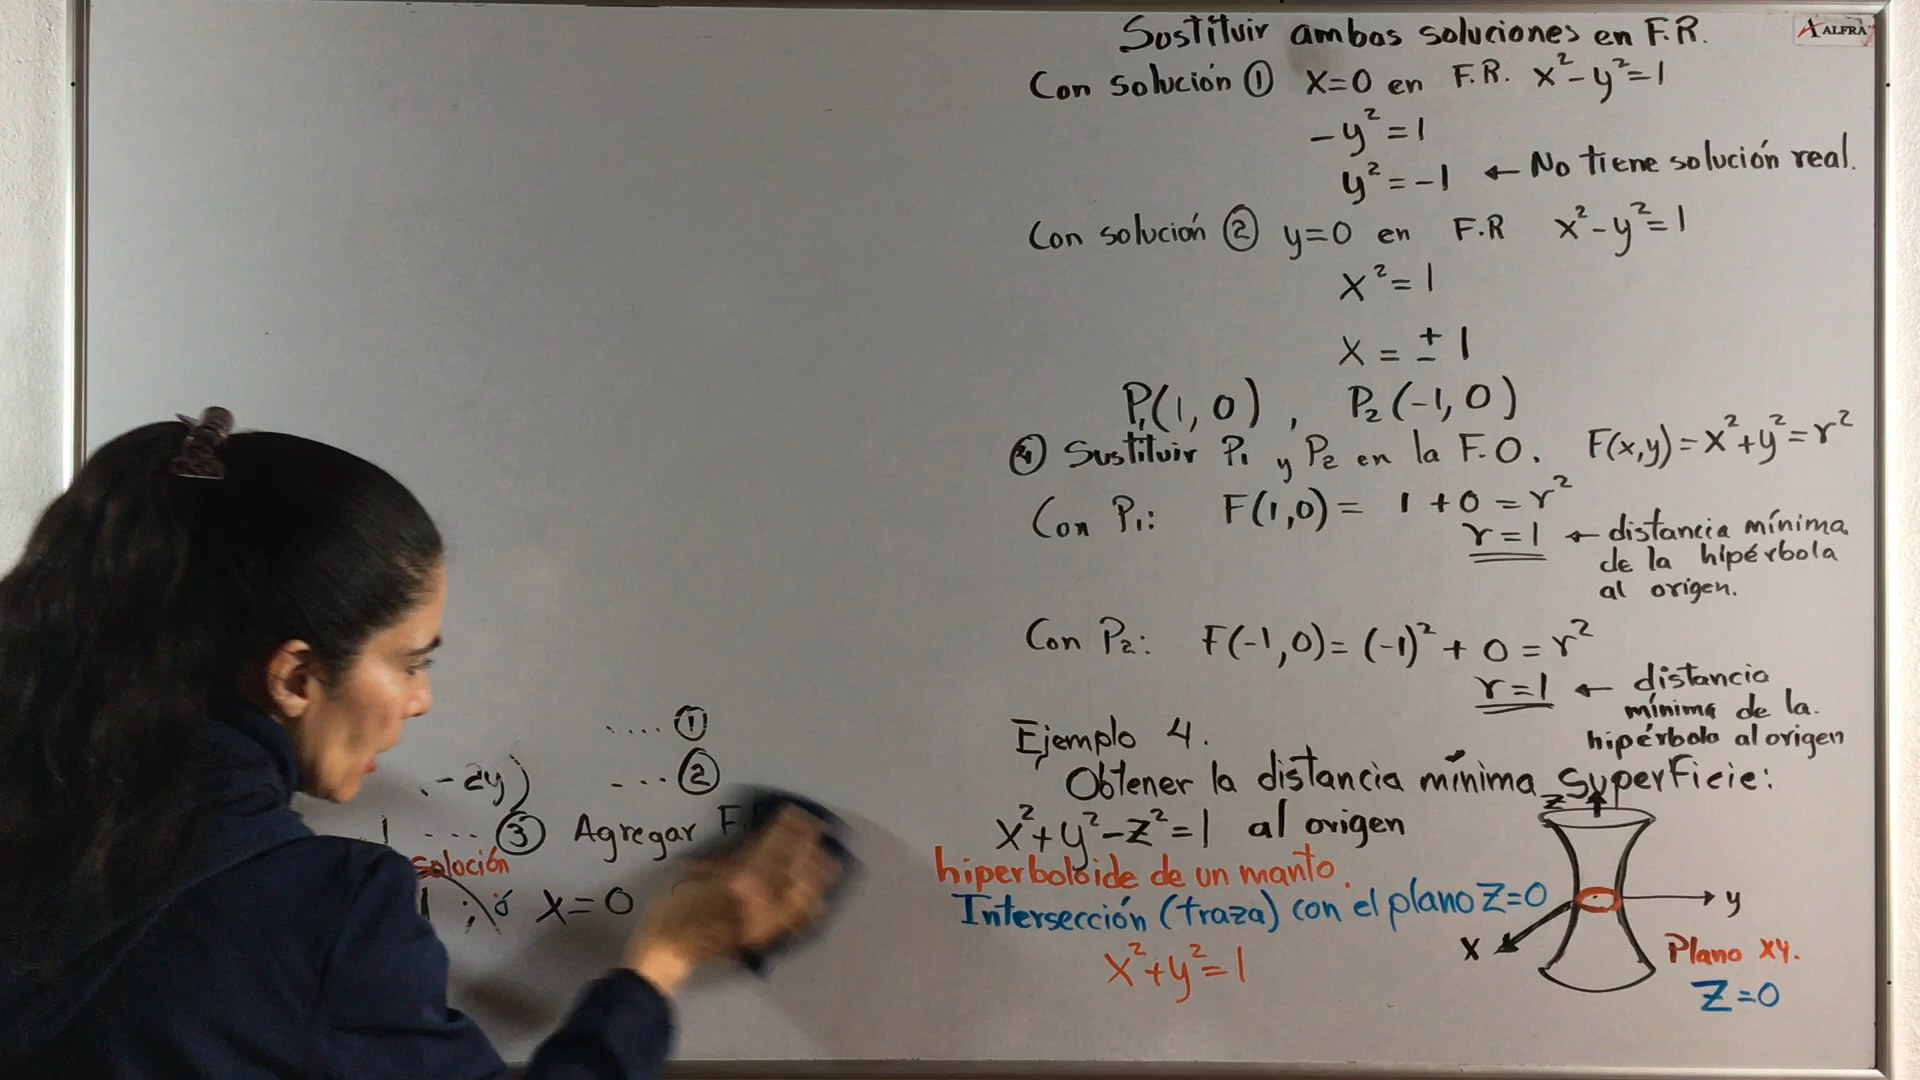 Sustituir ambas soluciones en F.R.
ALFRA
Con solución ① x=0 en F.R. x²-y²=1
-y²=1
y²=-1 ← No tiene solución real.
Con solución ② y=0 en F.R x²-y²=1
x²=1
x=±1
P₁(1,0), P₂(-1,0)
④ Sustituir P₁ y P₂ en la F.O. F(x,y)=x²+y²=r²
Con P₁: F(1,0)= 1+0=r²
r=1 ← distancia mínima
de la hipérbola
al origen.
Con P₂: F(-1,0)=(-1)²+0=r²
r=1 ← distancia
mínima de la.
hipérbola al origen
Ejemplo 4.
Obtener la distancia mínima superficie:
x²+y²-z²=1 al origen
hiperboloide de un manto.
Intersección (traza) con el plano Z=0
x²+y²=1
z
y
x
Plano xy.
Z=0
....①
-2y) ...②
1 ....③ Agregar F.
solución
1 ; ó x=0